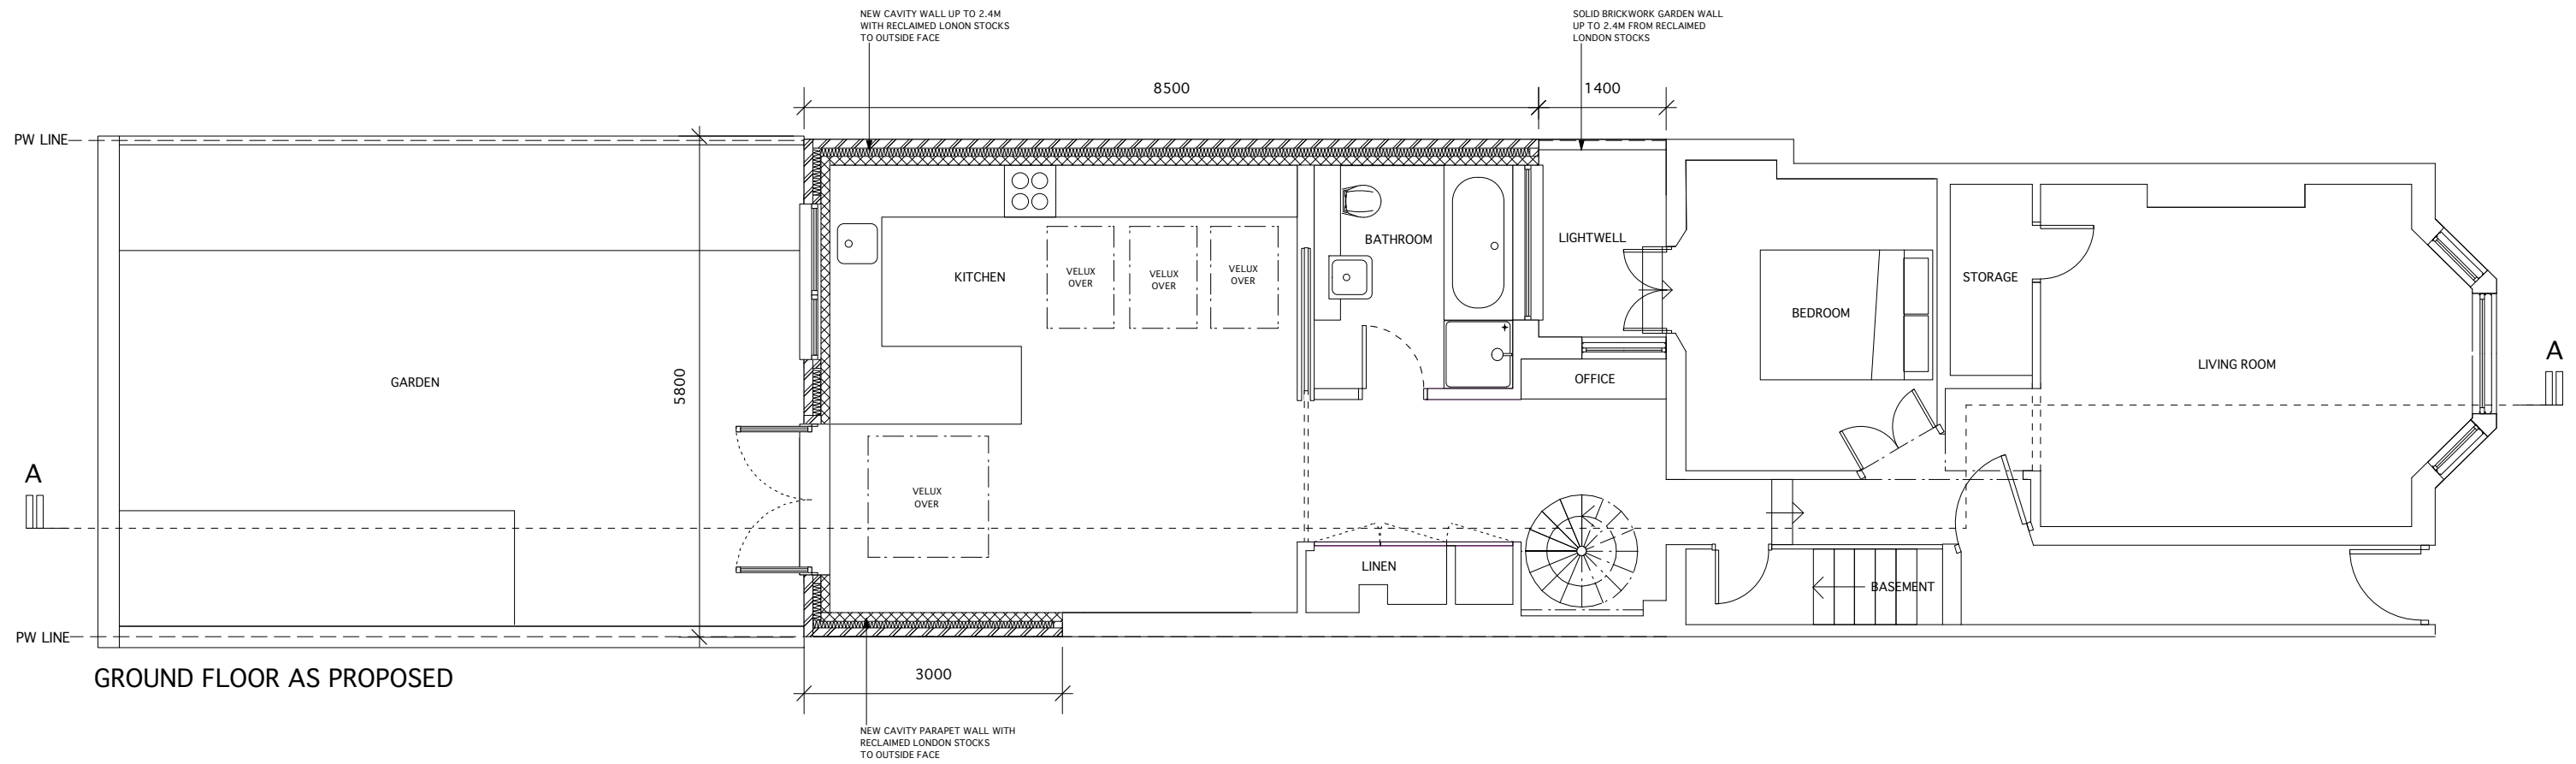 NEW CAVITY WALL UP TO 2.4M
WITH RECLAIMED LONON STOCKS
TO OUTSIDE FACE
SOLID BRICKWORK GARDEN WALL
UP TO 2.4M FROM RECLAIMED
LONDON STOCKS
8500
1400
PW LINE
BATHROOM
LIGHTWELL
KITCHEN
VELUX
OVER
VELUX
OVER
VELUX
OVER
STORAGE
BEDROOM
A
LIVING ROOM
GARDEN
5800
OFFICE
A
VELUX
OVER
LINEN
BASEMENT
PW LINE
GROUND FLOOR AS PROPOSED
3000
NEW CAVITY PARAPET WALL WITH
RECLAIMED LONDON STOCKS
TO OUTSIDE FACE